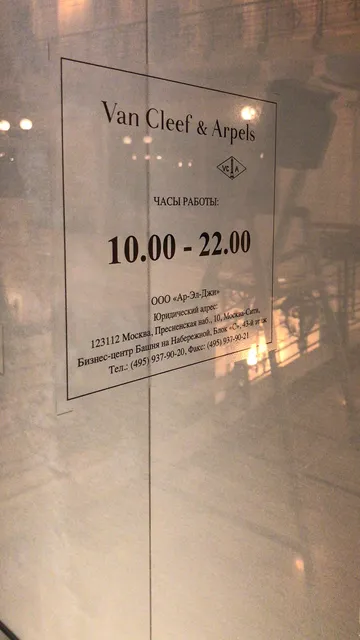 Van Cleef & Arpels
VC A
ЧАСЫ РАБОТЫ:
10.00 - 22.00
ООО «Ар-Эл-Джи»
Юридический адрес:
123112 Москва, Пресненская наб., 10, Москва-Сити,
Бизнес-центр Башня на Набережной, Блок «С», 43-й этаж
Тел.: (495) 937-90-20, Факс: (495) 937-90-21